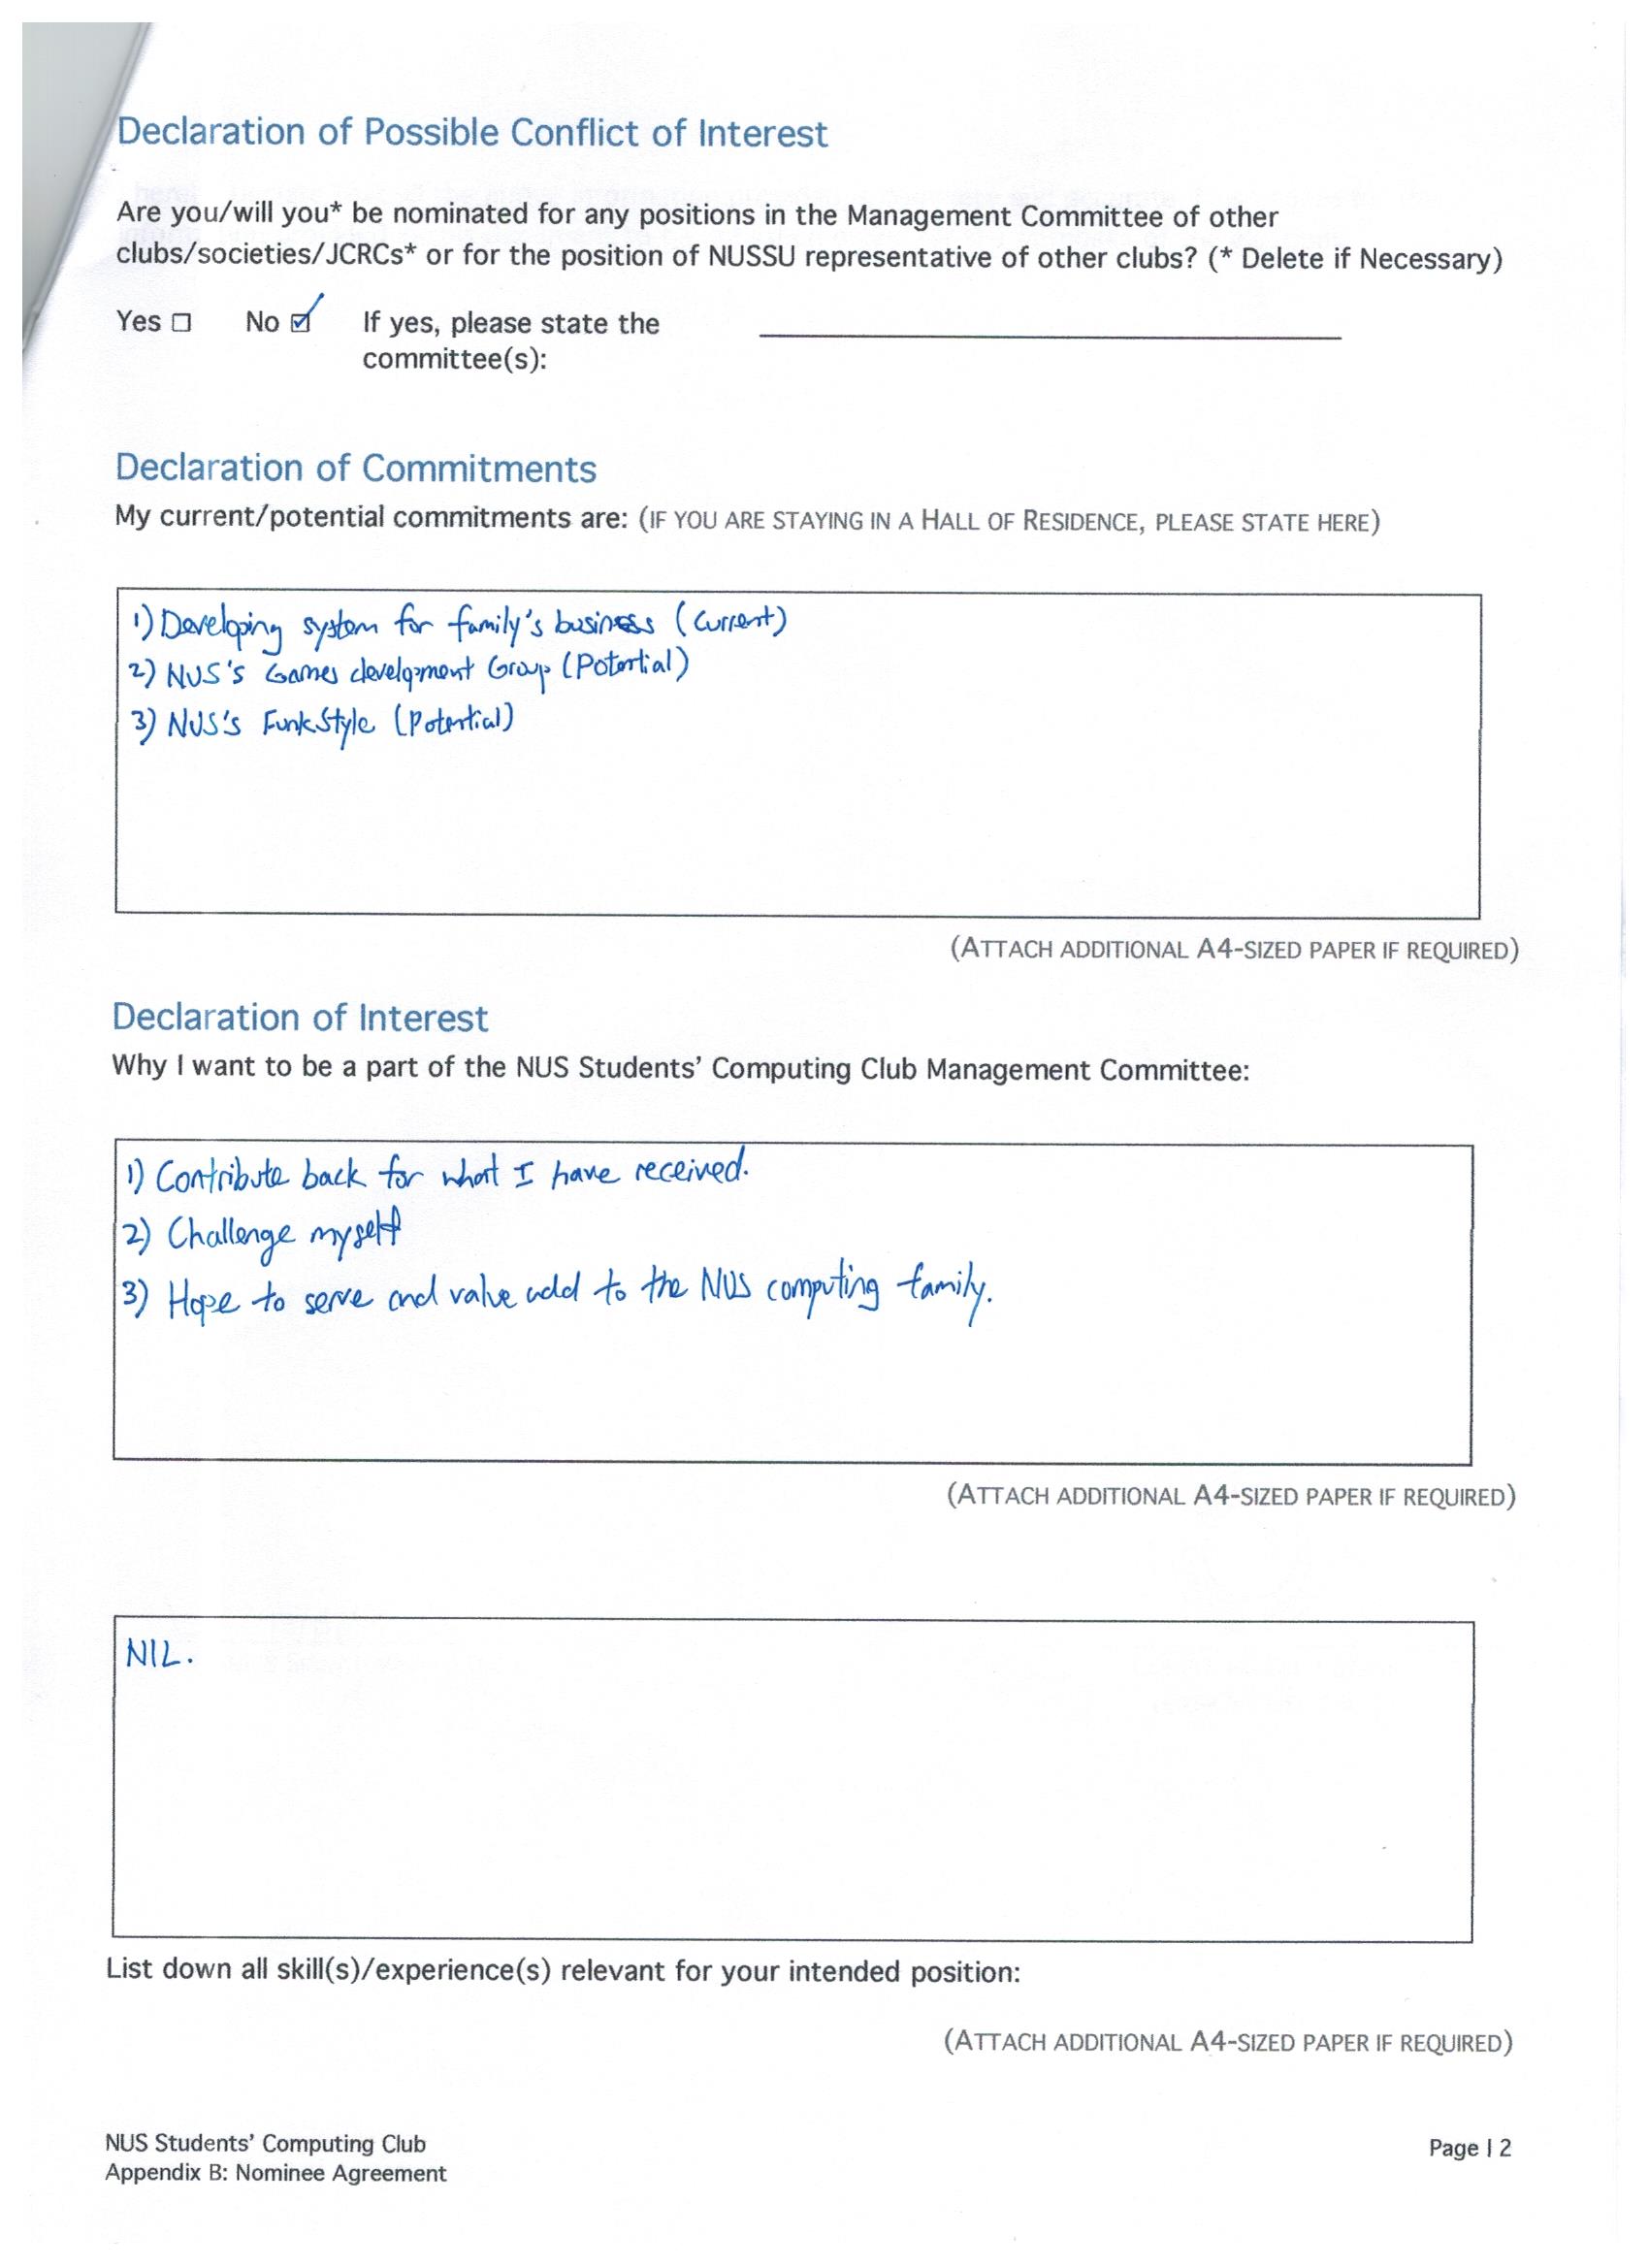 Declaration of Possible Conflict of Interest
Are you/will you* be nominated for any positions in the Management Committee of other
clubs/societies/JCRCs* or for the position of NUSSU representative of other clubs? (* Delete if Necessary)
Yes ☐ No ☑ If yes, please state the
committee(s):
Declaration of Commitments
My current/potential commitments are: (IF YOU ARE STAYING IN A HALL OF RESIDENCE, PLEASE STATE HERE)
1) Developing system for family's business (Current)
2) NUS's Games development Group (Potential)
3) NUS's FunkStyle (Potential)
(ATTACH ADDITIONAL A4-SIZED PAPER IF REQUIRED)
Declaration of Interest
Why I want to be a part of the NUS Students' Computing Club Management Committee:
1) Contribute back for what I have received.
2) Challenge myself
3) Hope to serve and value add to the NUS computing family.
(ATTACH ADDITIONAL A4-SIZED PAPER IF REQUIRED)
NIL.
List down all skill(s)/experience(s) relevant for your intended position:
(ATTACH ADDITIONAL A4-SIZED PAPER IF REQUIRED)
NUS Students' Computing Club
Appendix B: Nominee Agreement
Page | 2